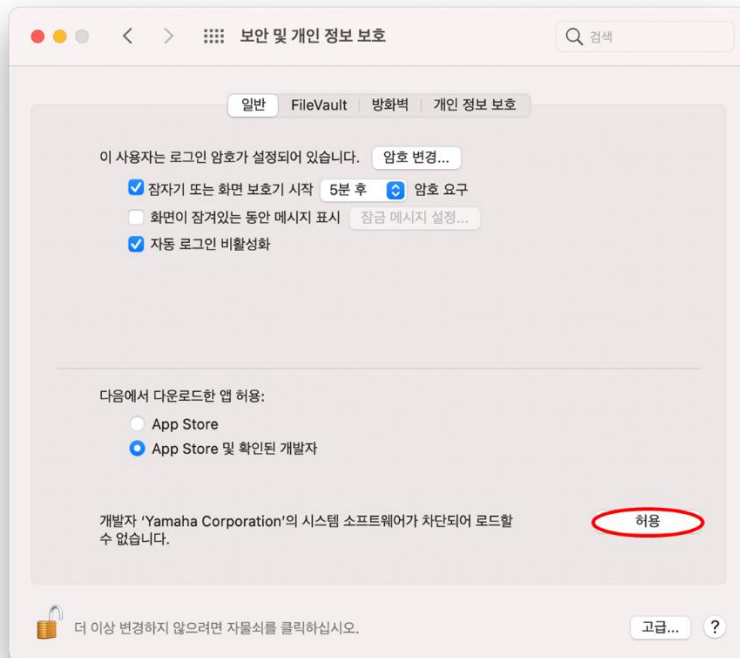 보안 및 개인 정보 보호
검색
일반 FileVault 방화벽 개인 정보 보호
이 사용자는 로그인 암호가 설정되어 있습니다. 암호 변경...
잠자기 또는 화면 보호기 시작 5분 후 암호 요구
화면이 잠겨있는 동안 메시지 표시 잠금 메시지 설정...
자동 로그인 비활성화
다음에서 다운로드한 앱 허용:
App Store
App Store 및 확인된 개발자
개발자 ‘Yamaha Corporation’의 시스템 소프트웨어가 차단되어 로드할 허용
수 없습니다.
더 이상 변경하지 않으려면 자물쇠를 클릭하십시오. 고급... ?